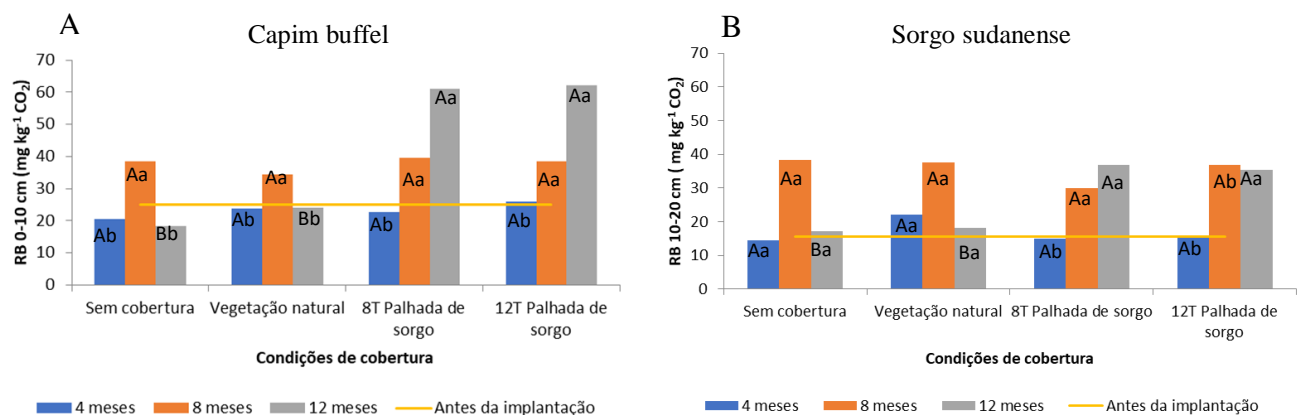 A
Capim buffel
RB 0-10 cm (mg kg⁻¹ CO₂)
70
60
50
40
30
20
10
0
Ab Aa Bb
Ab Aa Bb
Ab Aa Aa
Ab Aa Aa
Sem cobertura Vegetação natural 8T Palhada de sorgo 12T Palhada de sorgo
Condições de cobertura
4 meses 8 meses 12 meses Antes da implantação
B
Sorgo sudanense
RB 10-20 cm ( mg kg⁻¹ CO₂)
70
60
50
40
30
20
10
0
Aa Aa Ba
Aa Aa Ba
Ab Aa Aa
Ab Ab Aa
Sem cobertura Vegetação natural 8T Palhada de sorgo 12T Palhada de sorgo
Condições de cobertura
4 meses 8 meses 12 meses Antes da implantação